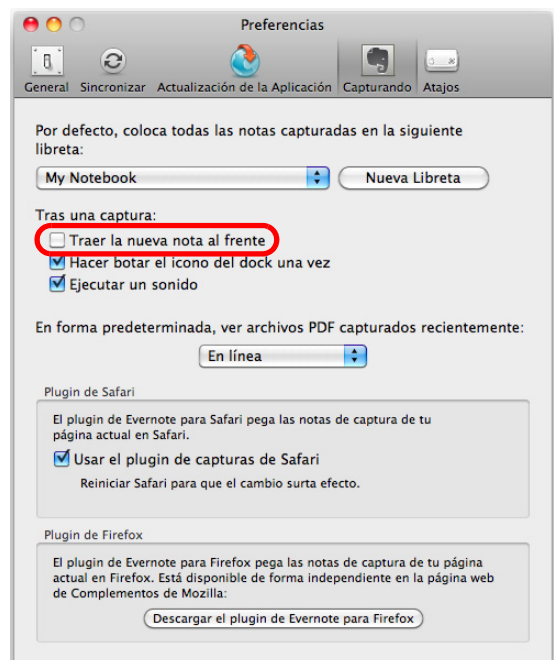 Preferencias
General Sincronizar Actualización de la Aplicación Capturando Atajos
Por defecto, coloca todas las notas capturadas en la siguiente
libreta:
My Notebook Nueva Libreta
Tras una captura:
Traer la nueva nota al frente
Hacer botar el icono del dock una vez
Ejecutar un sonido
En forma predeterminada, ver archivos PDF capturados recientemente:
En línea
Plugin de Safari
El plugin de Evernote para Safari pega las notas de captura de tu
página actual en Safari.
Usar el plugin de capturas de Safari
Reiniciar Safari para que el cambio surta efecto.
Plugin de Firefox
El plugin de Evernote para Firefox pega las notas de captura de tu página
actual en Firefox. Está disponible de forma independiente en la página web
de Complementos de Mozilla:
Descargar el plugin de Evernote para Firefox